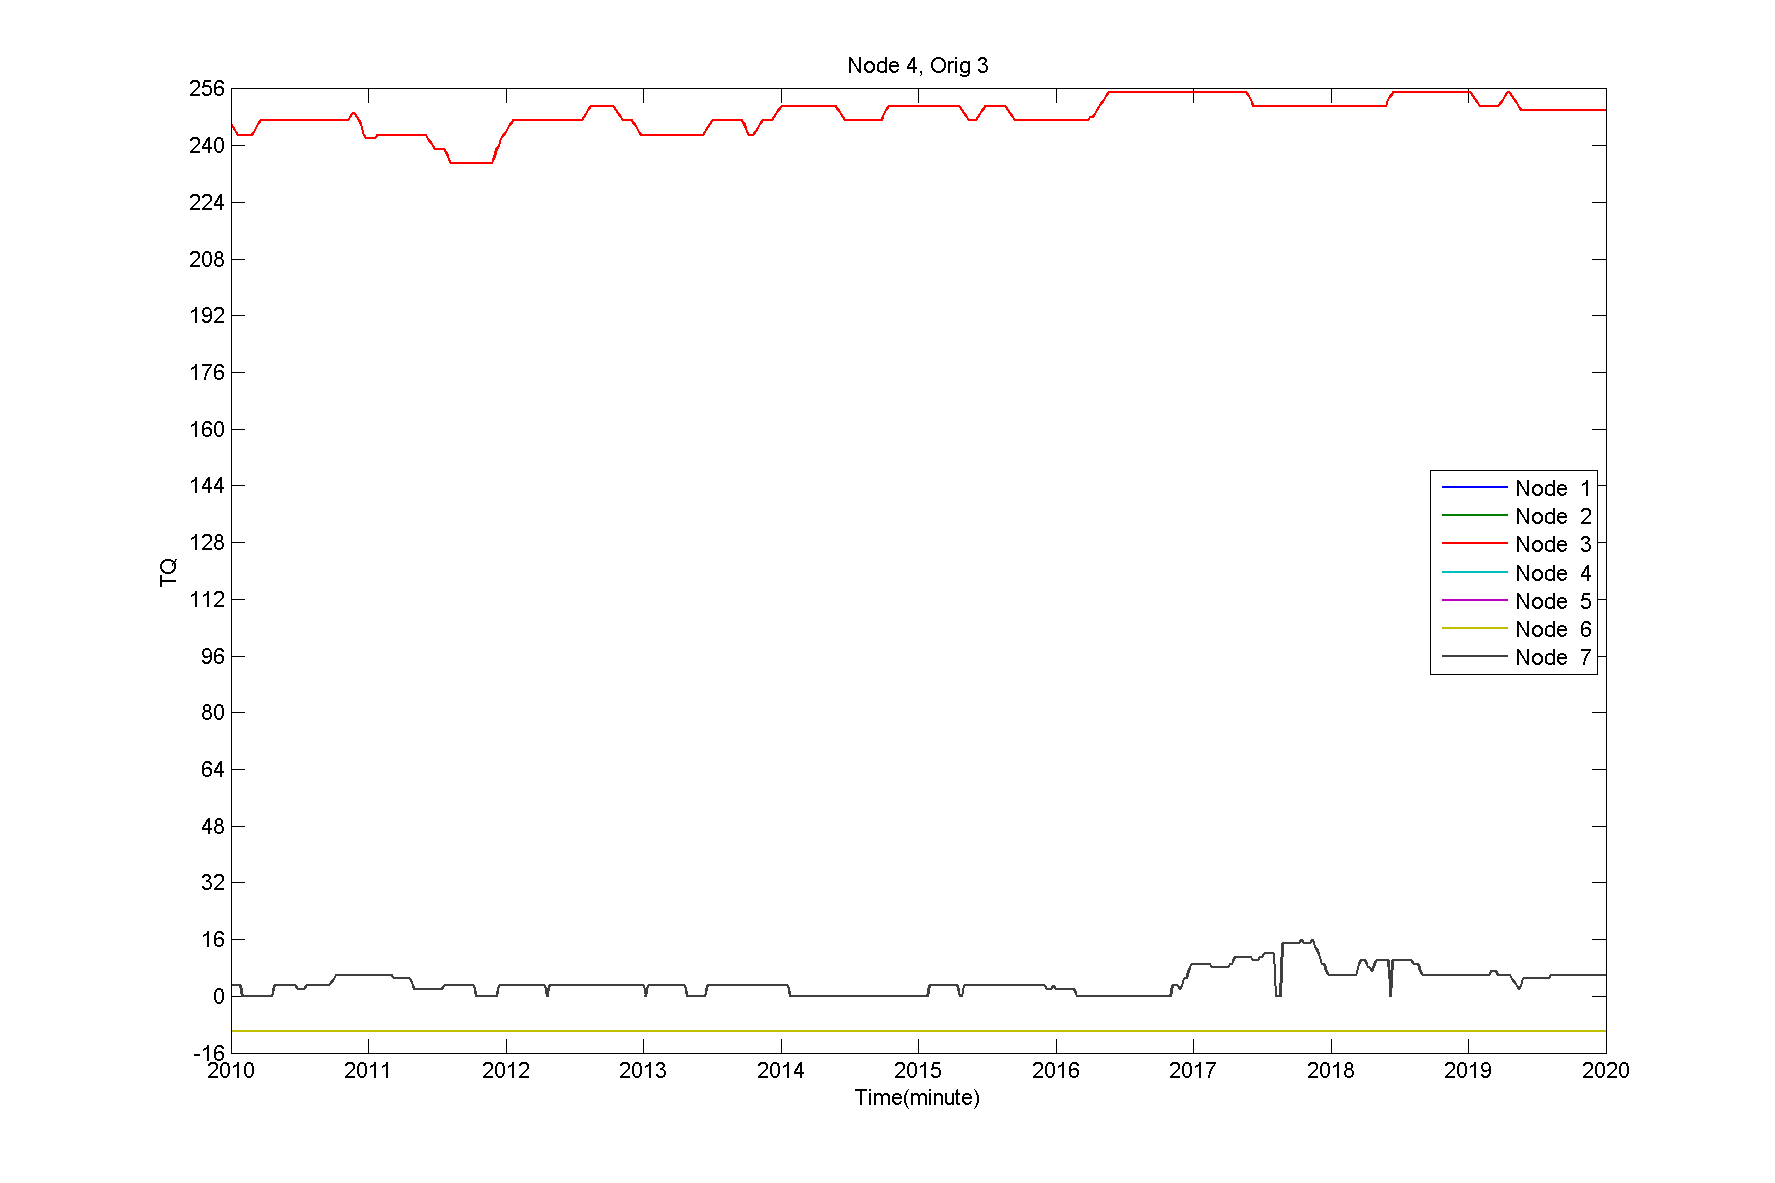 Node 4, Orig 3
256
240
224
208
192
176
160
144
128
112
96
80
64
48
32
16
0
-16
TQ
Node 1
Node 2
Node 3
Node 4
Node 5
Node 6
Node 7
2010 2011 2012 2013 2014 2015 2016 2017 2018 2019 2020
Time(minute)